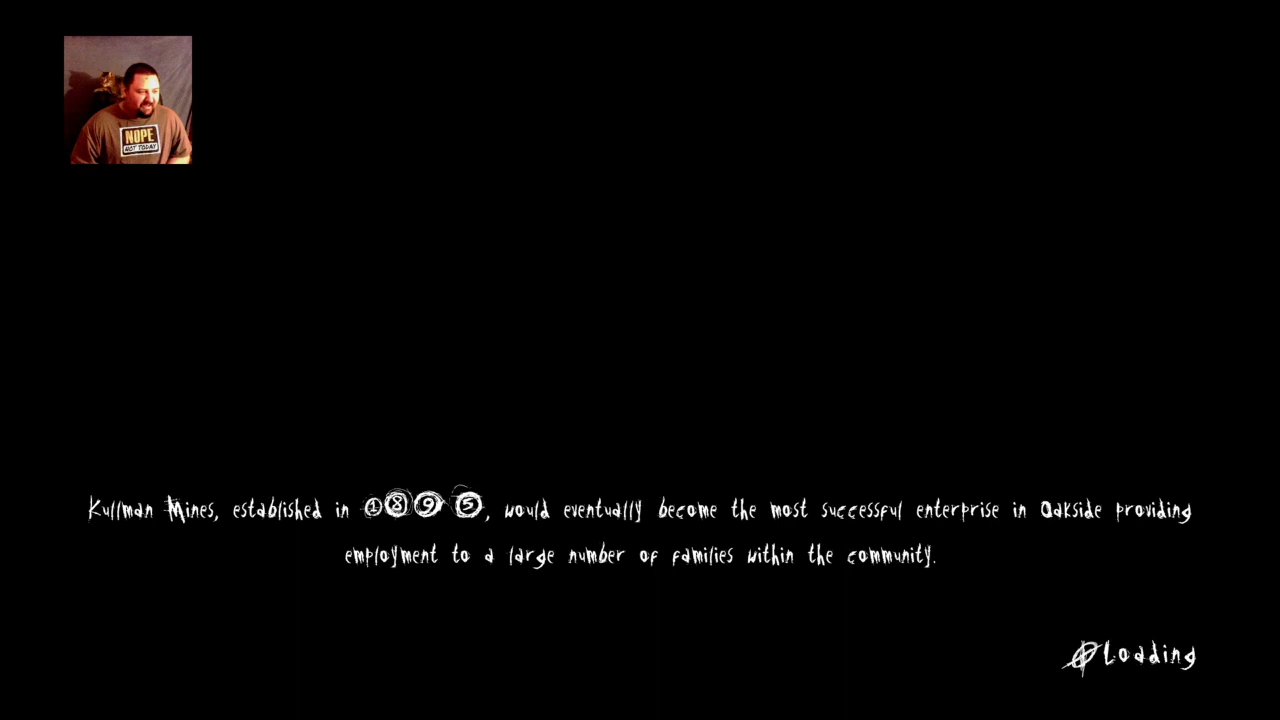 NOPE
NOT TODAY
Kullman Mines, established in 1895, would eventually become the most successful enterprise in Oakside providing
employment to a large number of families within the community.
Loading